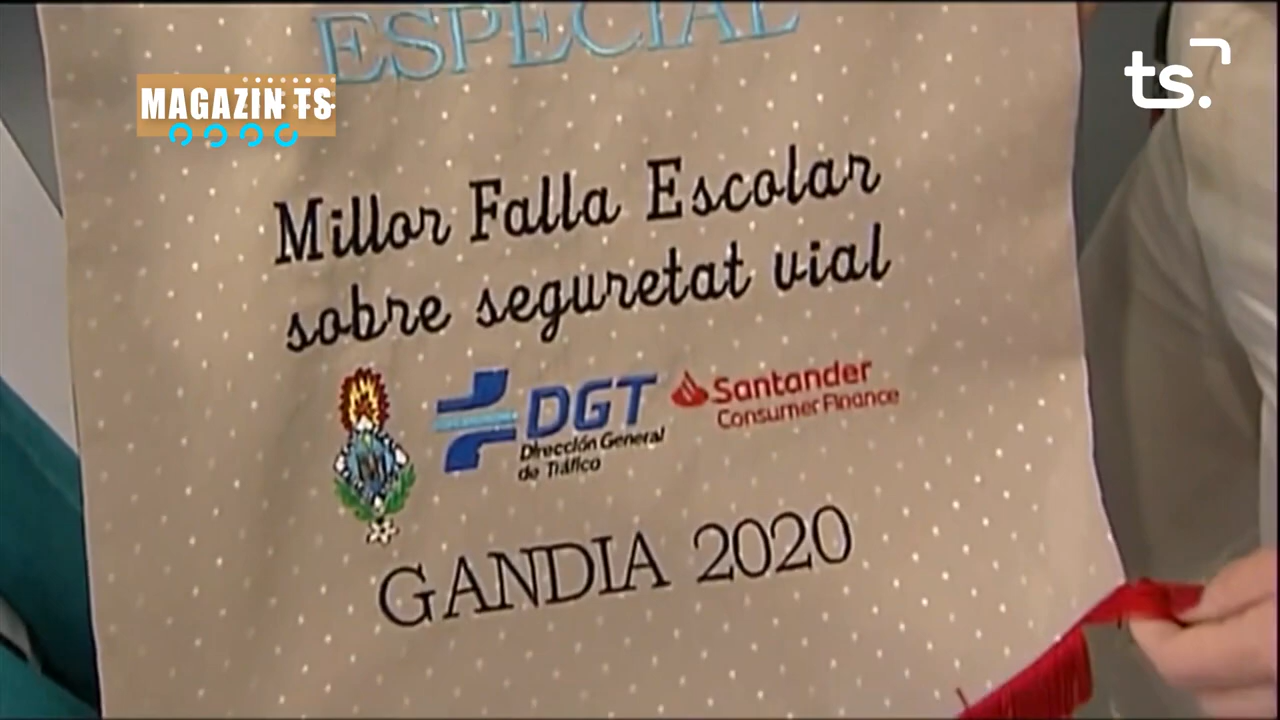 ESPECIAL
MAGAZIN TS
ts.
Millor Falla Escolar
sobre seguretat vial
DGT
Dirección General
de Tráfico
Santander
Consumer Finance
GANDIA 2020